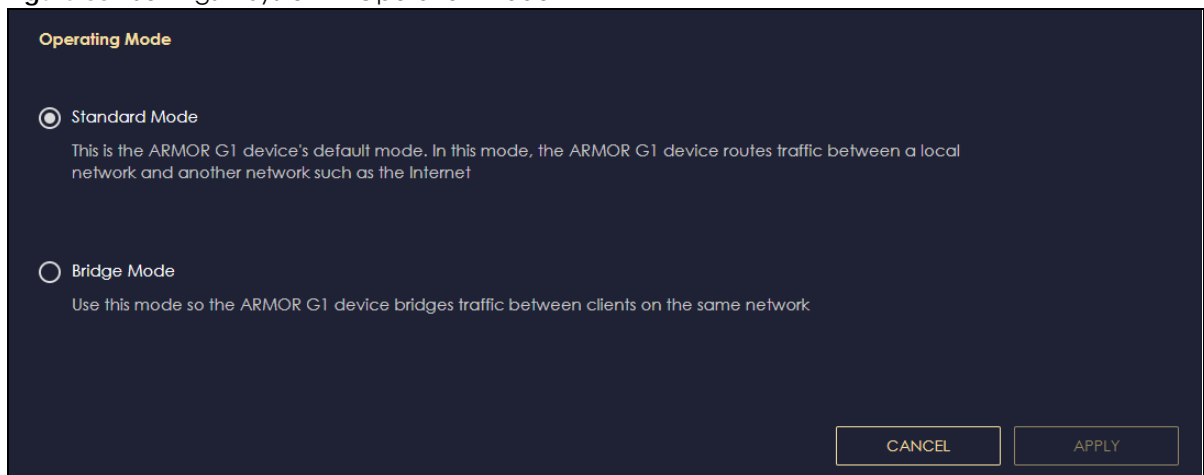 Operating Mode
Standard Mode
This is the ARMOR G1 device's default mode. In this mode, the ARMOR G1 device routes traffic between a local
network and another network such as the Internet
Bridge Mode
Use this mode so the ARMOR G1 device bridges traffic between clients on the same network
CANCEL
APPLY